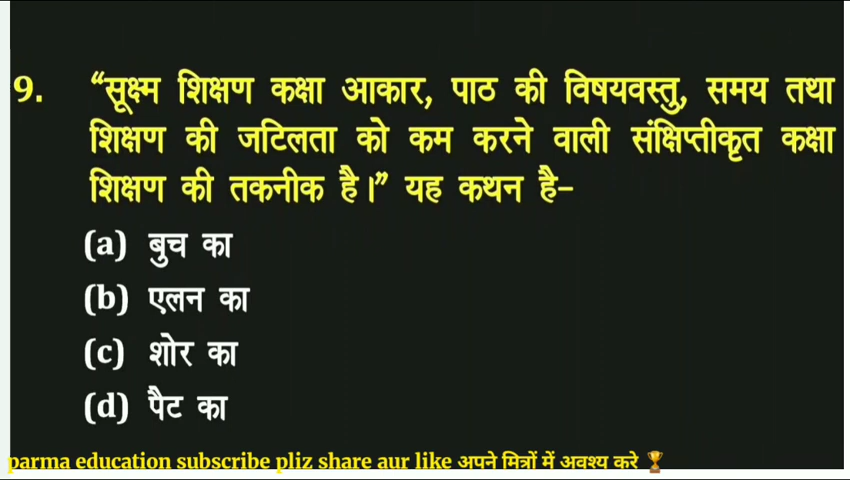 9. “सूक्ष्म शिक्षण कक्षा आकार, पाठ की विषयवस्तु, समय तथा
शिक्षण की जटिलता को कम करने वाली संक्षिप्तीकृत कक्षा
शिक्षण की तकनीक है।” यह कथन है–
(a) बुच का
(b) एलन का
(c) शोर का
(d) पैट का
parma education subscribe pliz share aur like अपने मित्रों में अवश्य करे 🏆